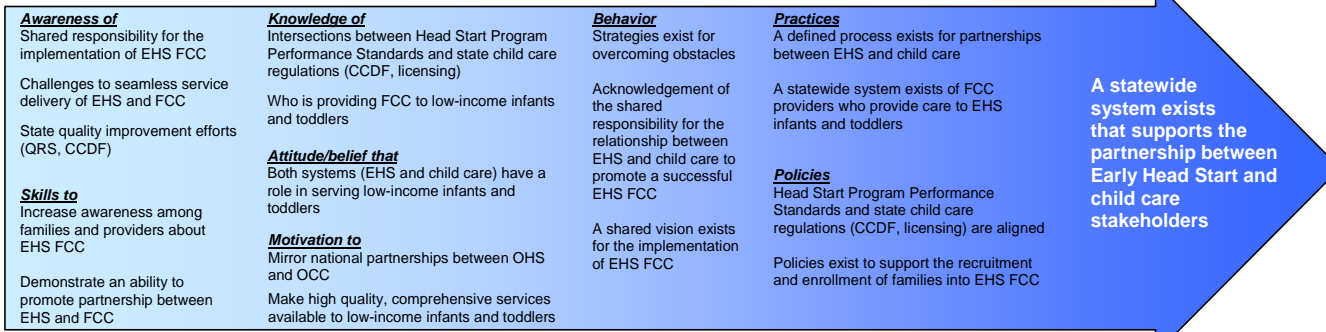 Awareness of
Shared responsibility for the
implementation of EHS FCC
Challenges to seamless service
delivery of EHS and FCC
State quality improvement efforts
(QRS, CCDF)
Skills to
Increase awareness among
families and providers about
EHS FCC
Demonstrate an ability to
promote partnership between
EHS and FCC
Knowledge of
Intersections between Head Start Program
Performance Standards and state child care
regulations (CCDF, licensing)
Who is providing FCC to low-income infants
and toddlers
Attitude/belief that
Both systems (EHS and child care) have a
role in serving low-income infants and
toddlers
Motivation to
Mirror national partnerships between OHS
and OCC
Make high quality, comprehensive services
available to low-income infants and toddlers
Behavior
Strategies exist for
overcoming obstacles
Acknowledgement of
the shared
responsibility for the
relationship between
EHS and child care to
promote a successful
EHS FCC
A shared vision exists
for the implementation
of EHS FCC
Practices
A defined process exists for partnerships
between EHS and child care
A statewide system exists of FCC
providers who provide care to EHS
infants and toddlers
Policies
Head Start Program Performance
Standards and state child care
regulations (CCDF, licensing) are aligned
Policies exist to support the recruitment
and enrollment of families into EHS FCC
A statewide
system exists
that supports the
partnership between
Early Head Start and
child care
stakeholders